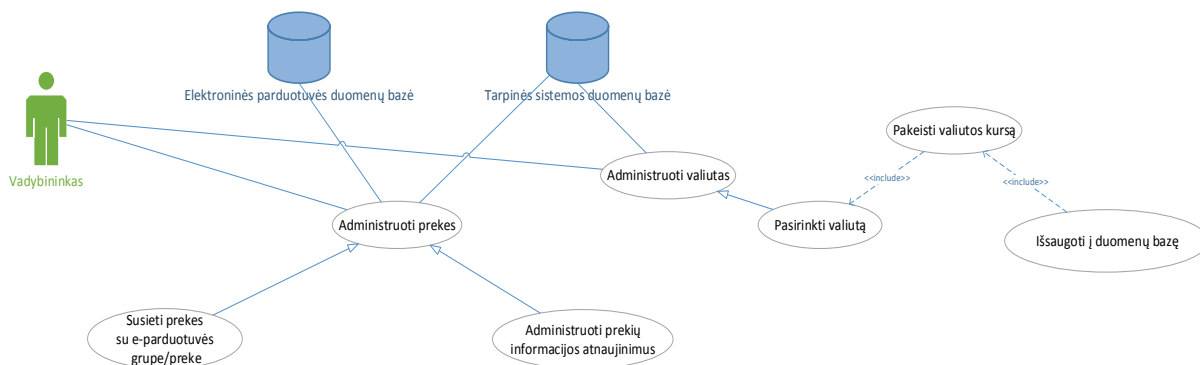 Elektroninės parduotuvės duomenų bazė
Tarpinės sistemos duomenų bazė
Vadybininkas
Pakeisti valiutos kursą
Administruoti valiutas
<<include>>
<<include>>
Administruoti prekes
Pasirinkti valiutą
Išsaugoti į duomenų bazę
Susieti prekes
su e-parduotuvės
grupe/preke
Administruoti prekių
informacijos atnaujinimus